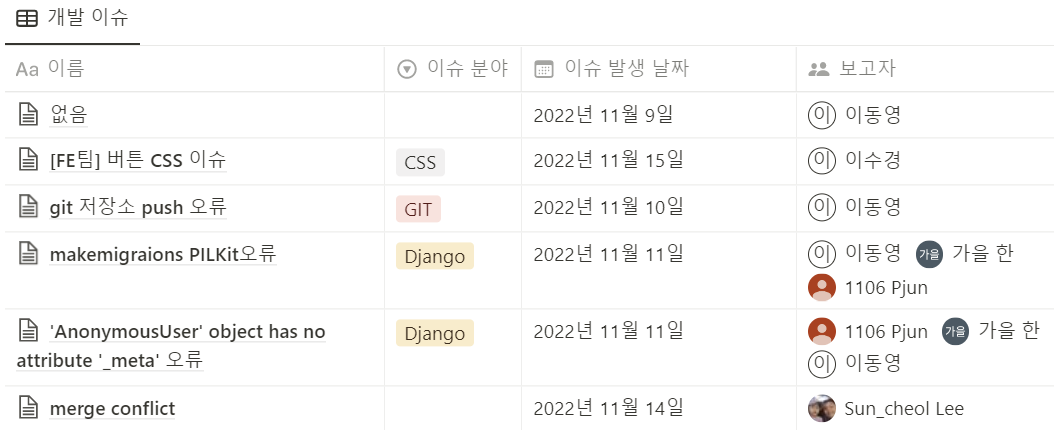 개발 이슈
Aa 이름 이슈 분야 이슈 발생 날짜 보고자
없음 2022년 11월 9일 이 이동영
[FE팀] 버튼 CSS 이슈 CSS 2022년 11월 15일 이 이수경
git 저장소 push 오류 GIT 2022년 11월 10일 이 이동영
makemigraions PILKit오류 Django 2022년 11월 11일 이 이동영 가을 가을 한
1106 Pjun
'AnonymousUser' object has no Django 2022년 11월 11일 1106 Pjun 가을 가을 한
attribute '_meta' 오류 이 이동영
merge conflict 2022년 11월 14일 Sun_cheol Lee